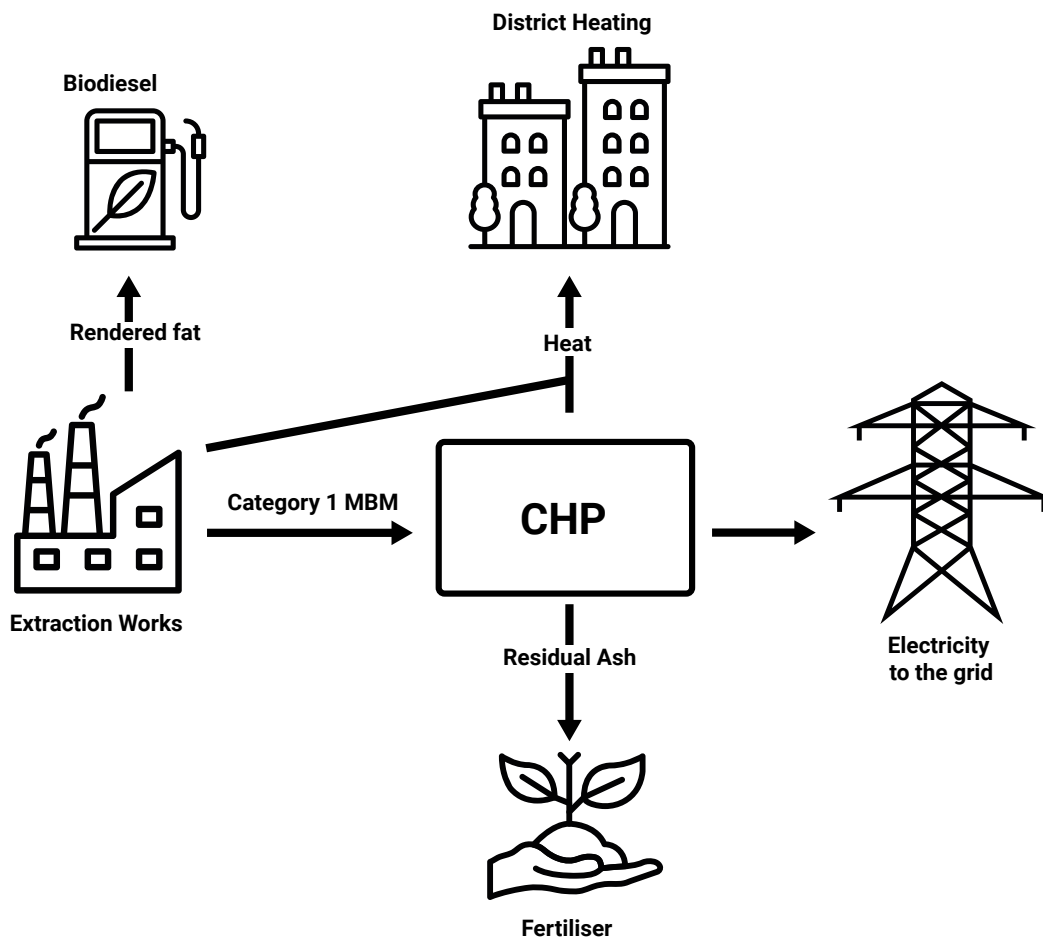 District Heating
Biodiesel
Rendered fat
Heat
Category 1 MBM
CHP
Extraction Works
Electricity
to the grid
Residual Ash
Fertiliser